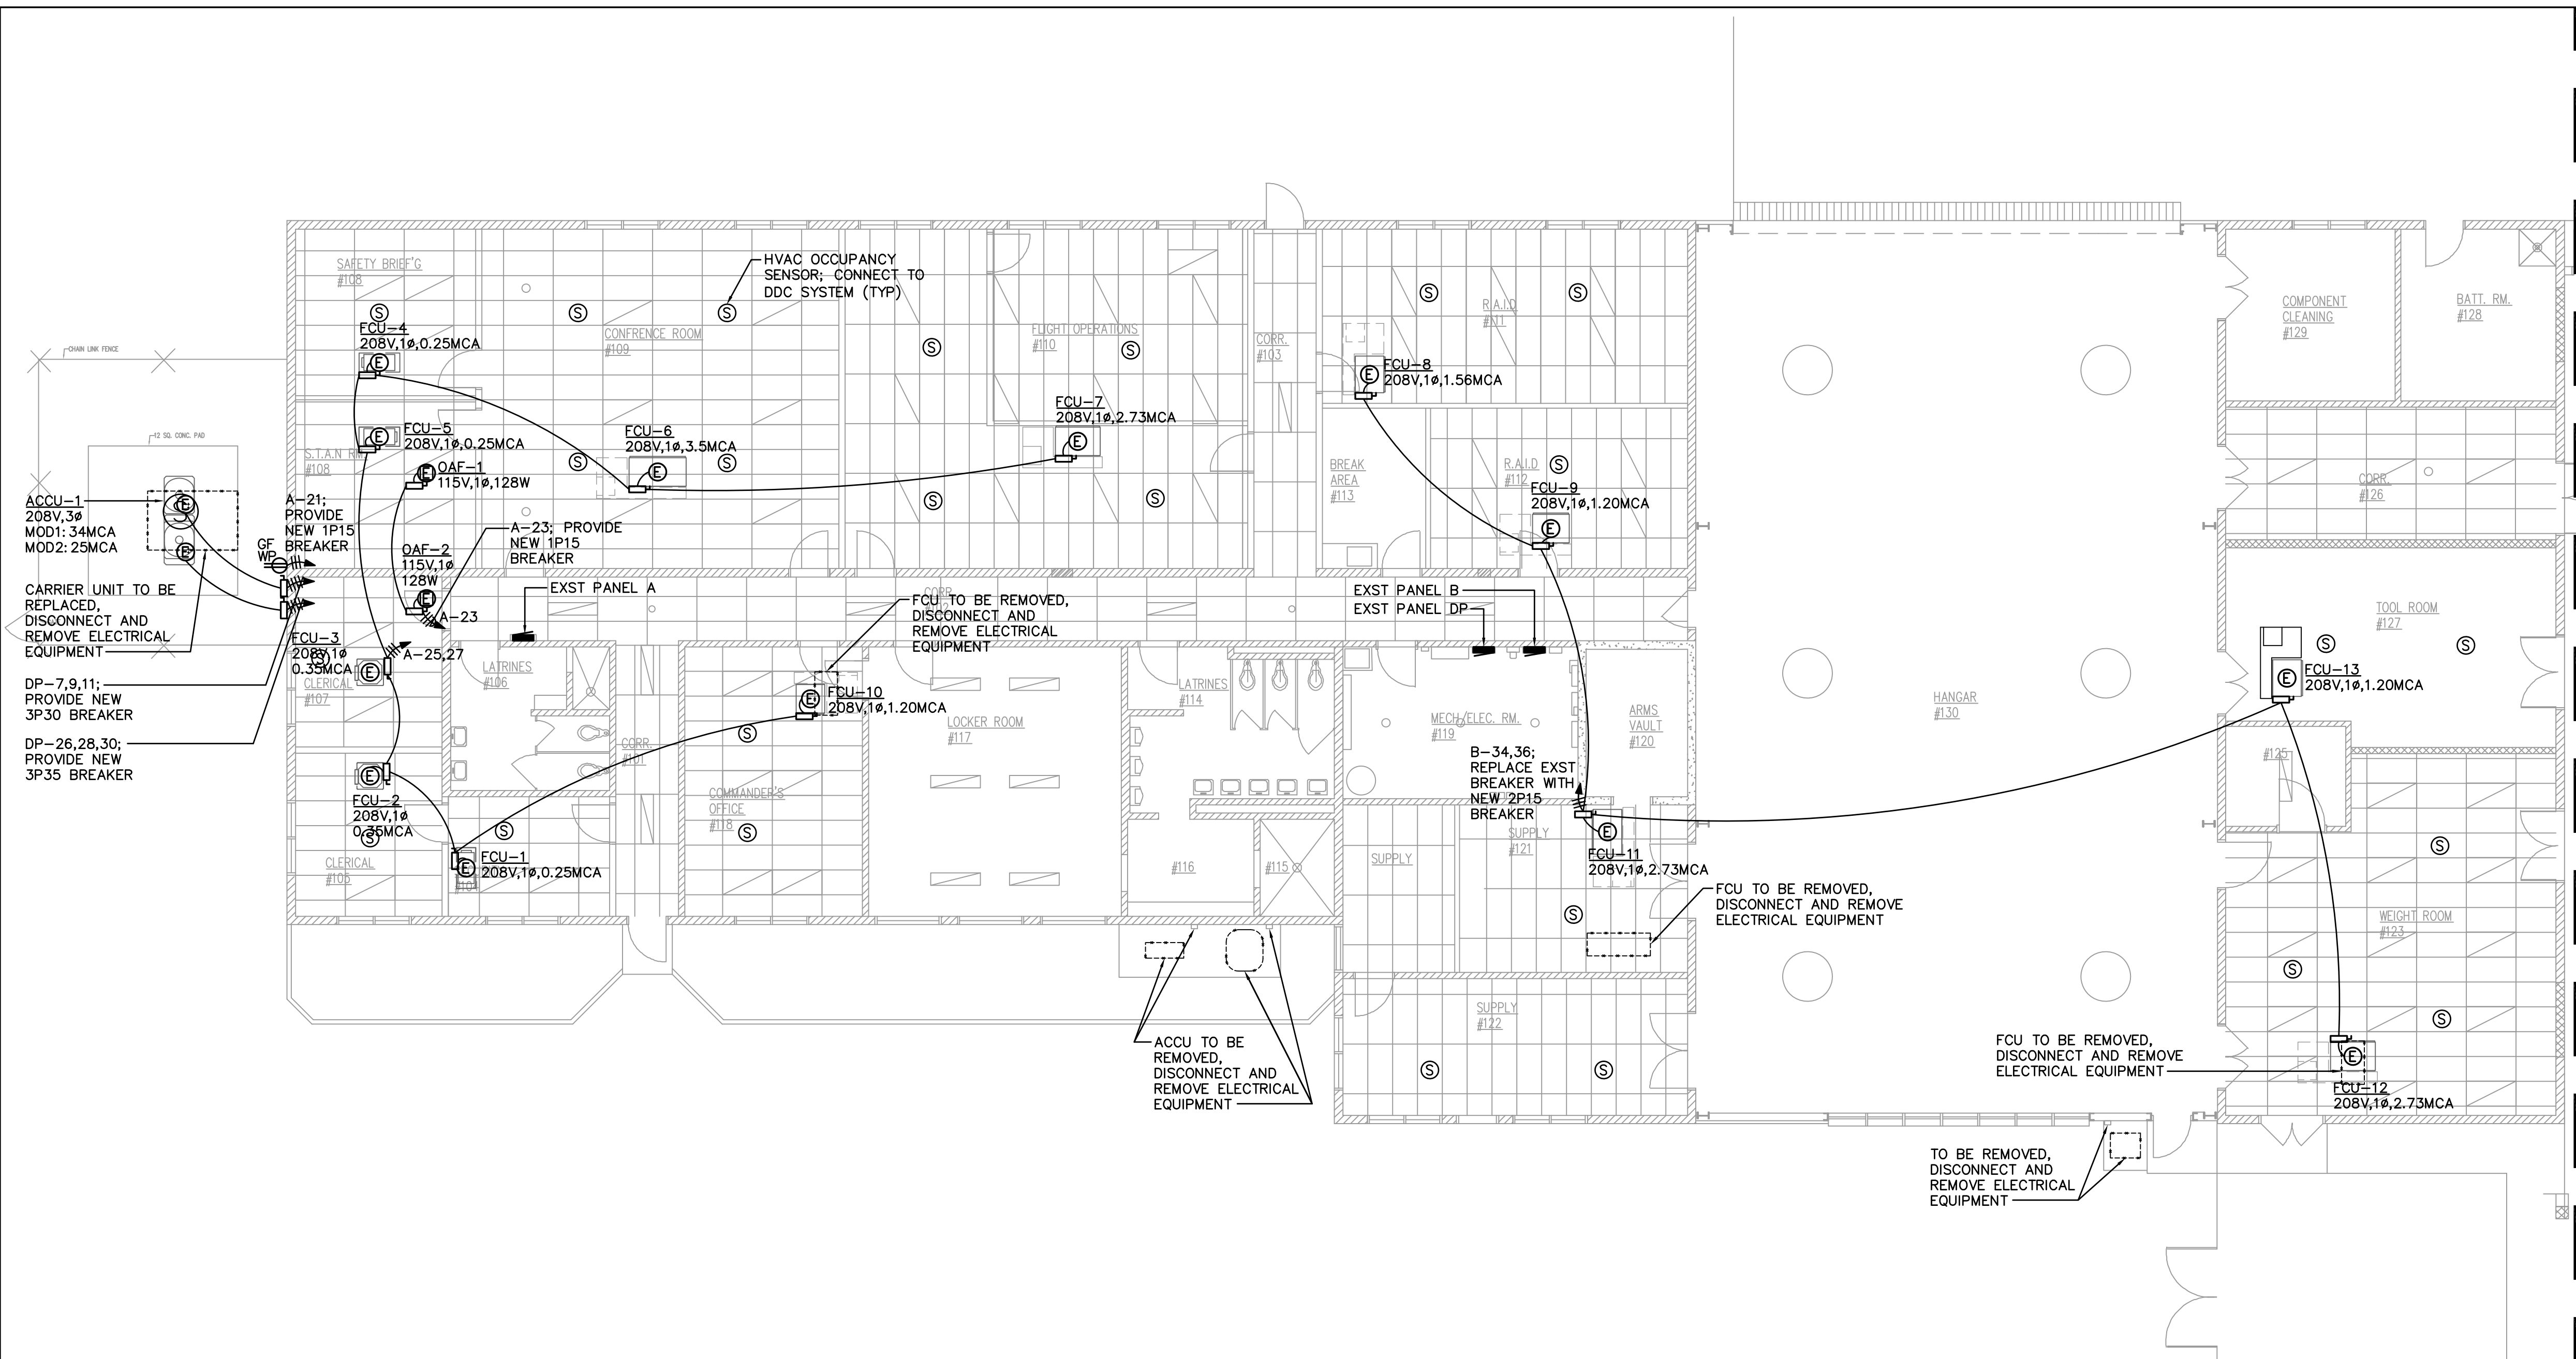 HVAC OCCUPANCY
SENSOR; CONNECT TO
DDC SYSTEM (TYP)
SAFETY BRIEF'G
#108
FCU-4
208V,1ø,0.25MCA
CONFRENCE ROOM
#109
FLIGHT OPERATIONS
#110
CORR.
#103
R.A.I.D
#111
COMPONENT
CLEANING
#129
BATT. RM.
#128
CHAIN LINK FENCE
12 SQ. CONC. PAD
FCU-5
208V,1ø,0.25MCA
S.T.A.N RM
#108
OAF-1
115V,1ø,128W
FCU-6
208V,1ø,3.5MCA
FCU-7
208V,1ø,2.73MCA
FCU-8
208V,1ø,1.56MCA
BREAK
AREA
#113
R.A.I.D
#112
FCU-9
208V,1ø,1.20MCA
CORR.
#126
ACCU-1
208V,3ø
MOD1: 34MCA
MOD2: 25MCA
A-21;
PROVIDE
NEW 1P15
BREAKER
GF
WP
A-23; PROVIDE
NEW 1P15
BREAKER
OAF-2
115V,1ø
128W
A-23
EXST PANEL A
CORR.
FCU TO BE REMOVED,
DISCONNECT AND
REMOVE ELECTRICAL
EQUIPMENT
EXST PANEL B
EXST PANEL DP
CARRIER UNIT TO BE
REPLACED,
DISCONNECT AND
REMOVE ELECTRICAL
EQUIPMENT
DP-7,9,11;
PROVIDE NEW
3P30 BREAKER
DP-26,28,30;
PROVIDE NEW
3P35 BREAKER
FCU-3
208V,1ø
0.35MCA
A-25,27
CLERICAL
#107
LATRINES
#106
CORR.
#101
FCU-10
208V,1ø,1.20MCA
LOCKER ROOM
#117
LATRINES
#114
MECH/ELEC. RM.
#119
ARMS
VAULT
#120
HANGAR
#130
TOOL ROOM
#127
FCU-13
208V,1ø,1.20MCA
#125
B-34,36;
REPLACE EXST
BREAKER WITH
NEW 2P15
BREAKER
FCU-2
208V,1ø
0.35MCA
COMMANDER'S
OFFICE
#118
CLERICAL
FCU-1
208V,1ø,0.25MCA
#116
#115
SUPPLY
SUPPLY
#121
FCU-11
208V,1ø,2.73MCA
FCU TO BE REMOVED,
DISCONNECT AND REMOVE
ELECTRICAL EQUIPMENT
WEIGHT ROOM
#123
SUPPLY
#122
ACCU TO BE
REMOVED,
DISCONNECT AND
REMOVE ELECTRICAL
EQUIPMENT
FCU TO BE REMOVED,
DISCONNECT AND REMOVE
ELECTRICAL EQUIPMENT
FCU-12
208V,1ø,2.73MCA
TO BE REMOVED,
DISCONNECT AND
REMOVE ELECTRICAL
EQUIPMENT